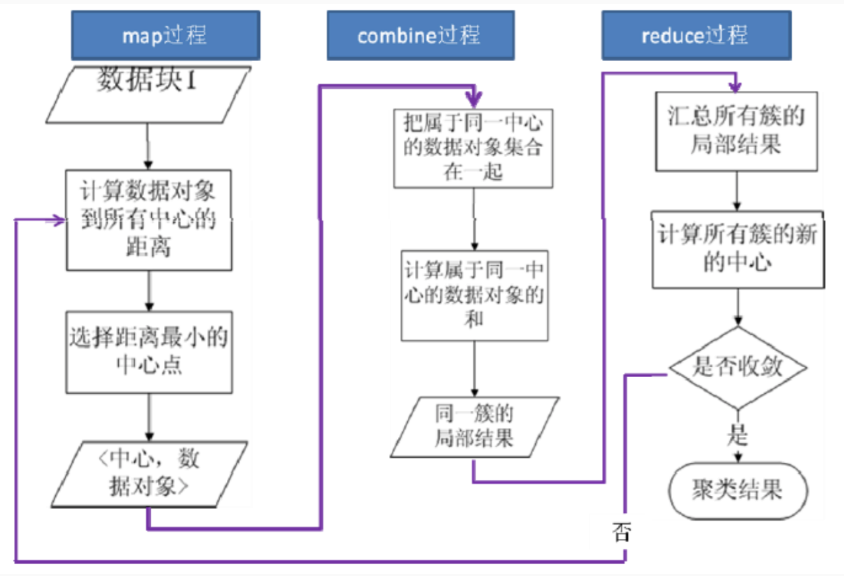 map过程
数据块1
计算数据对象
到所有中心的
距离
选择距离最小的
中心点
<中心，数
据对象>
combine过程
把属于同一中心
的数据对象集合
在一起
计算属于同一中
心的数据对象的
和
同一簇的
局部结果
reduce过程
汇总所有簇的
局部结果
计算所有簇的新
的中心
是否收敛
是
聚类结果
否